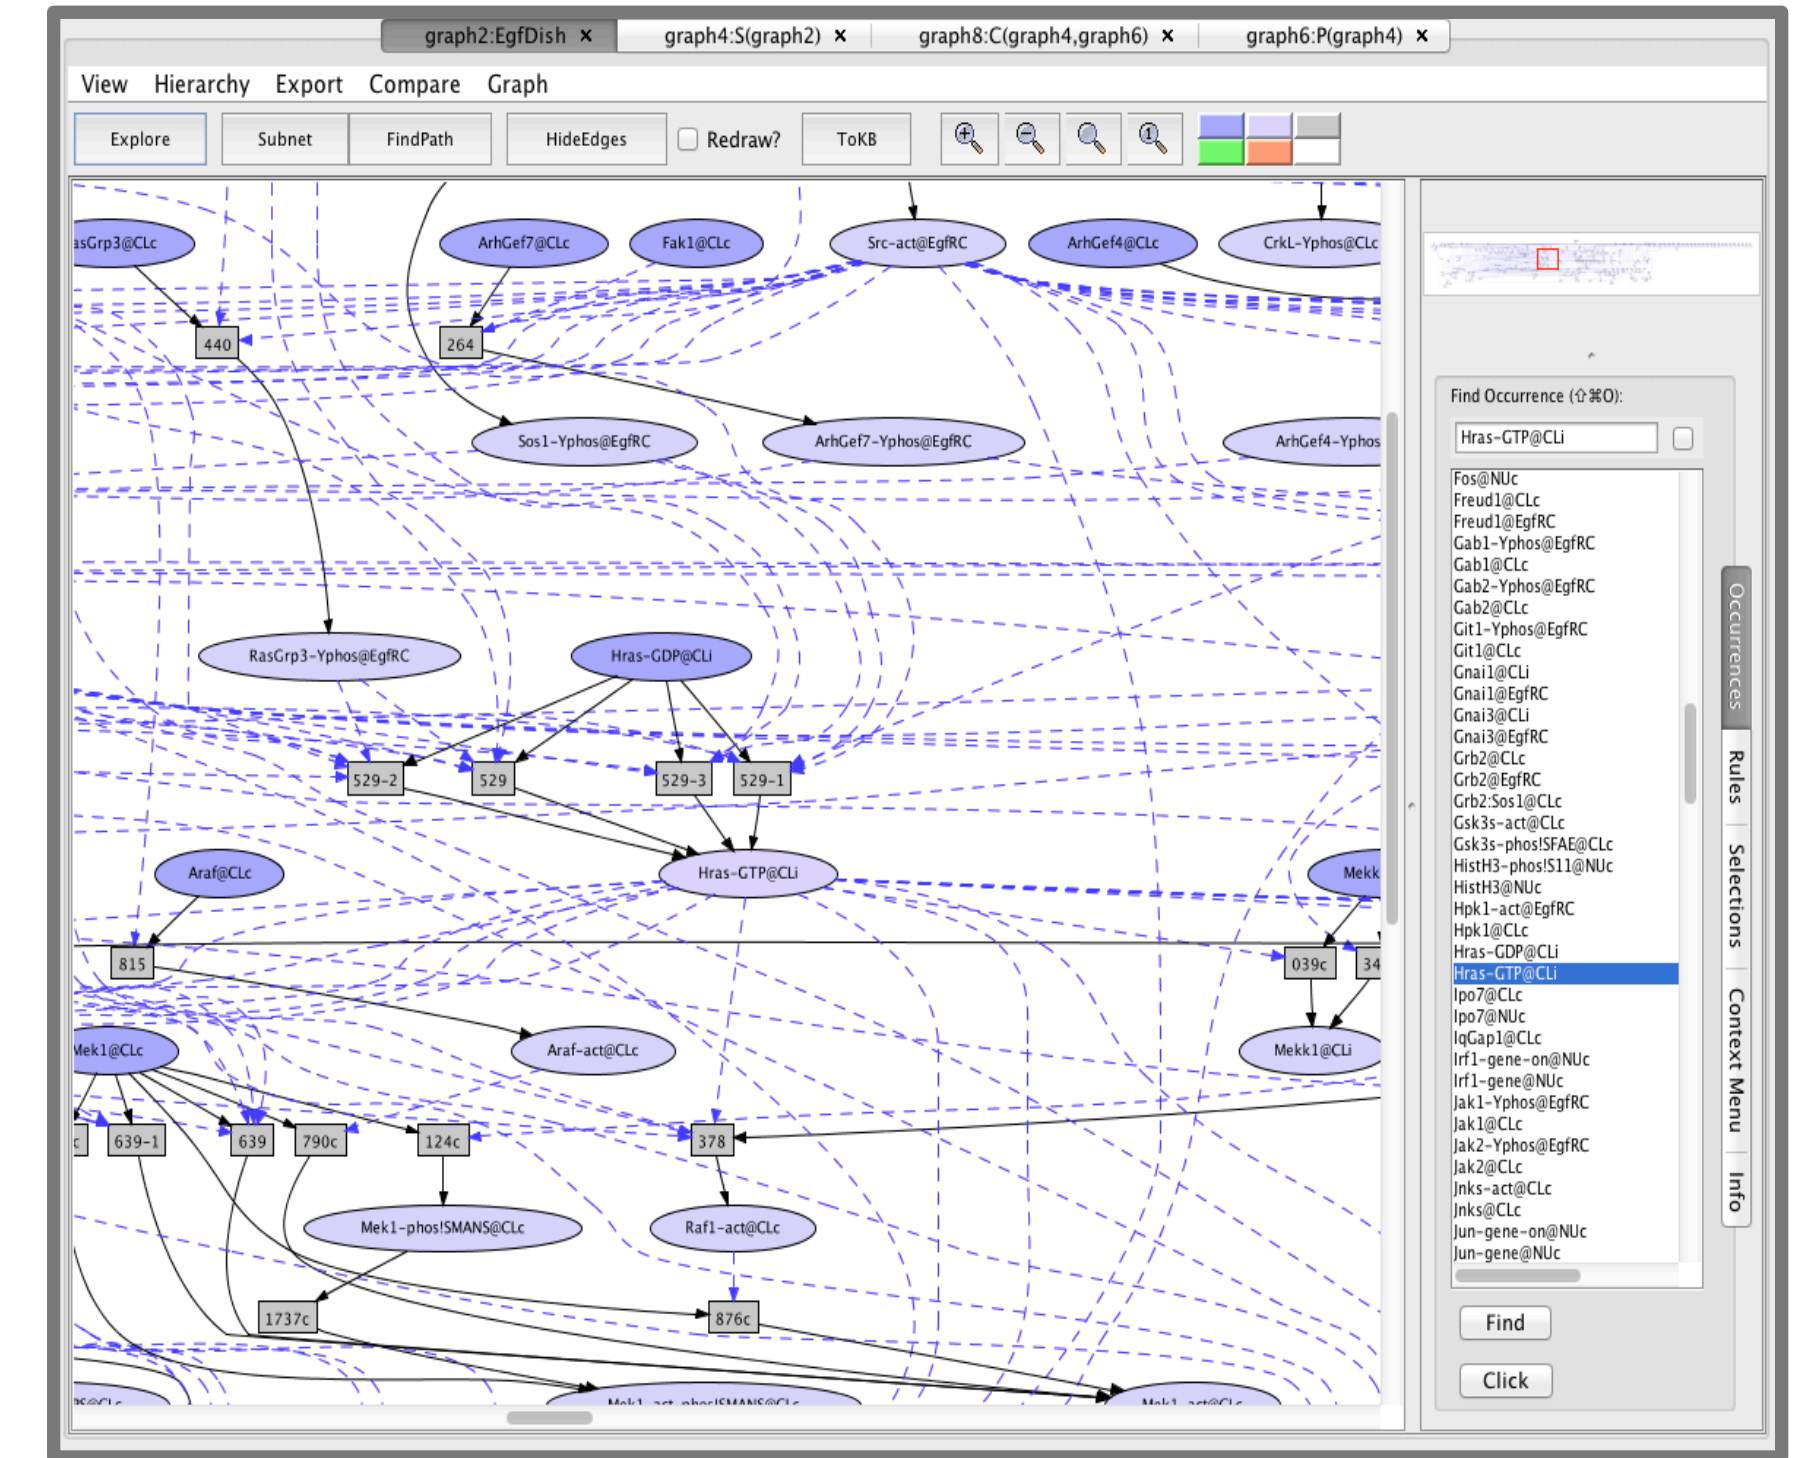 graph2:EgfDish × graph4:S(graph2) × graph8:C(graph4,graph6) × graph6:P(graph4) ×
View Hierarchy Export Compare Graph
Explore Subnet FindPath HideEdges Redraw? ToKB
asGrp3@CLc ArhGef7@CLc Fak1@CLc Src-act@EgfRC ArhGef4@CLc CrkL-Yphos@CLc
440 264
Sos1-Yphos@EgfRC ArhGef7-Yphos@EgfRC ArhGef4-Yphos
RasGrp3-Yphos@EgfRC Hras-GDP@CLi
529-2 529 529-3 529-1
Araf@CLc Hras-GTP@CLi Mekk
815 039c 34
Mek1@CLc Araf-act@CLc Mekk1@CLi
c 639-1 639 790c 124c 378
Mek1-phos!SMANS@CLc Raf1-act@CLc
1737c 876c
Mek1-act-phos!SMANS@CLc Mek1-act@CLc
Find Occurrence (⇧⌘O):
Hras-GTP@CLi
Fos@NUc
Freud1@CLc
Freud1@EgfRC
Gab1-Yphos@EgfRC
Gab1@CLc
Gab2-Yphos@EgfRC
Gab2@CLc
Git1-Yphos@EgfRC
Git1@CLc
Gnai1@CLi
Gnai1@EgfRC
Gnai3@CLi
Gnai3@EgfRC
Grb2@CLc
Grb2@EgfRC
Grb2:Sos1@CLc
Gsk3s-act@CLc
Gsk3s-phos!SFAE@CLc
HistH3-phos!S11@NUc
HistH3@NUc
Hpk1-act@EgfRC
Hpk1@CLc
Hras-GDP@CLi
Hras-GTP@CLi
Ipo7@CLc
Ipo7@NUc
IqGap1@CLc
Irf1-gene-on@NUc
Irf1-gene@NUc
Jak1-Yphos@EgfRC
Jak1@CLc
Jak2-Yphos@EgfRC
Jak2@CLc
Jnks-act@CLc
Jnks@CLc
Jun-gene-on@NUc
Jun-gene@NUc
Find
Click
Occurrences
Rules
Selections
Context Menu
Info